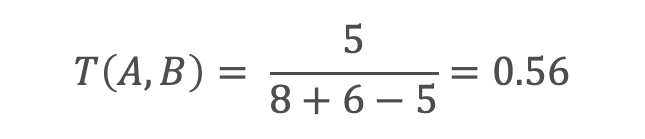 T(A, B) = 5 / (8 + 6 − 5) = 0.56